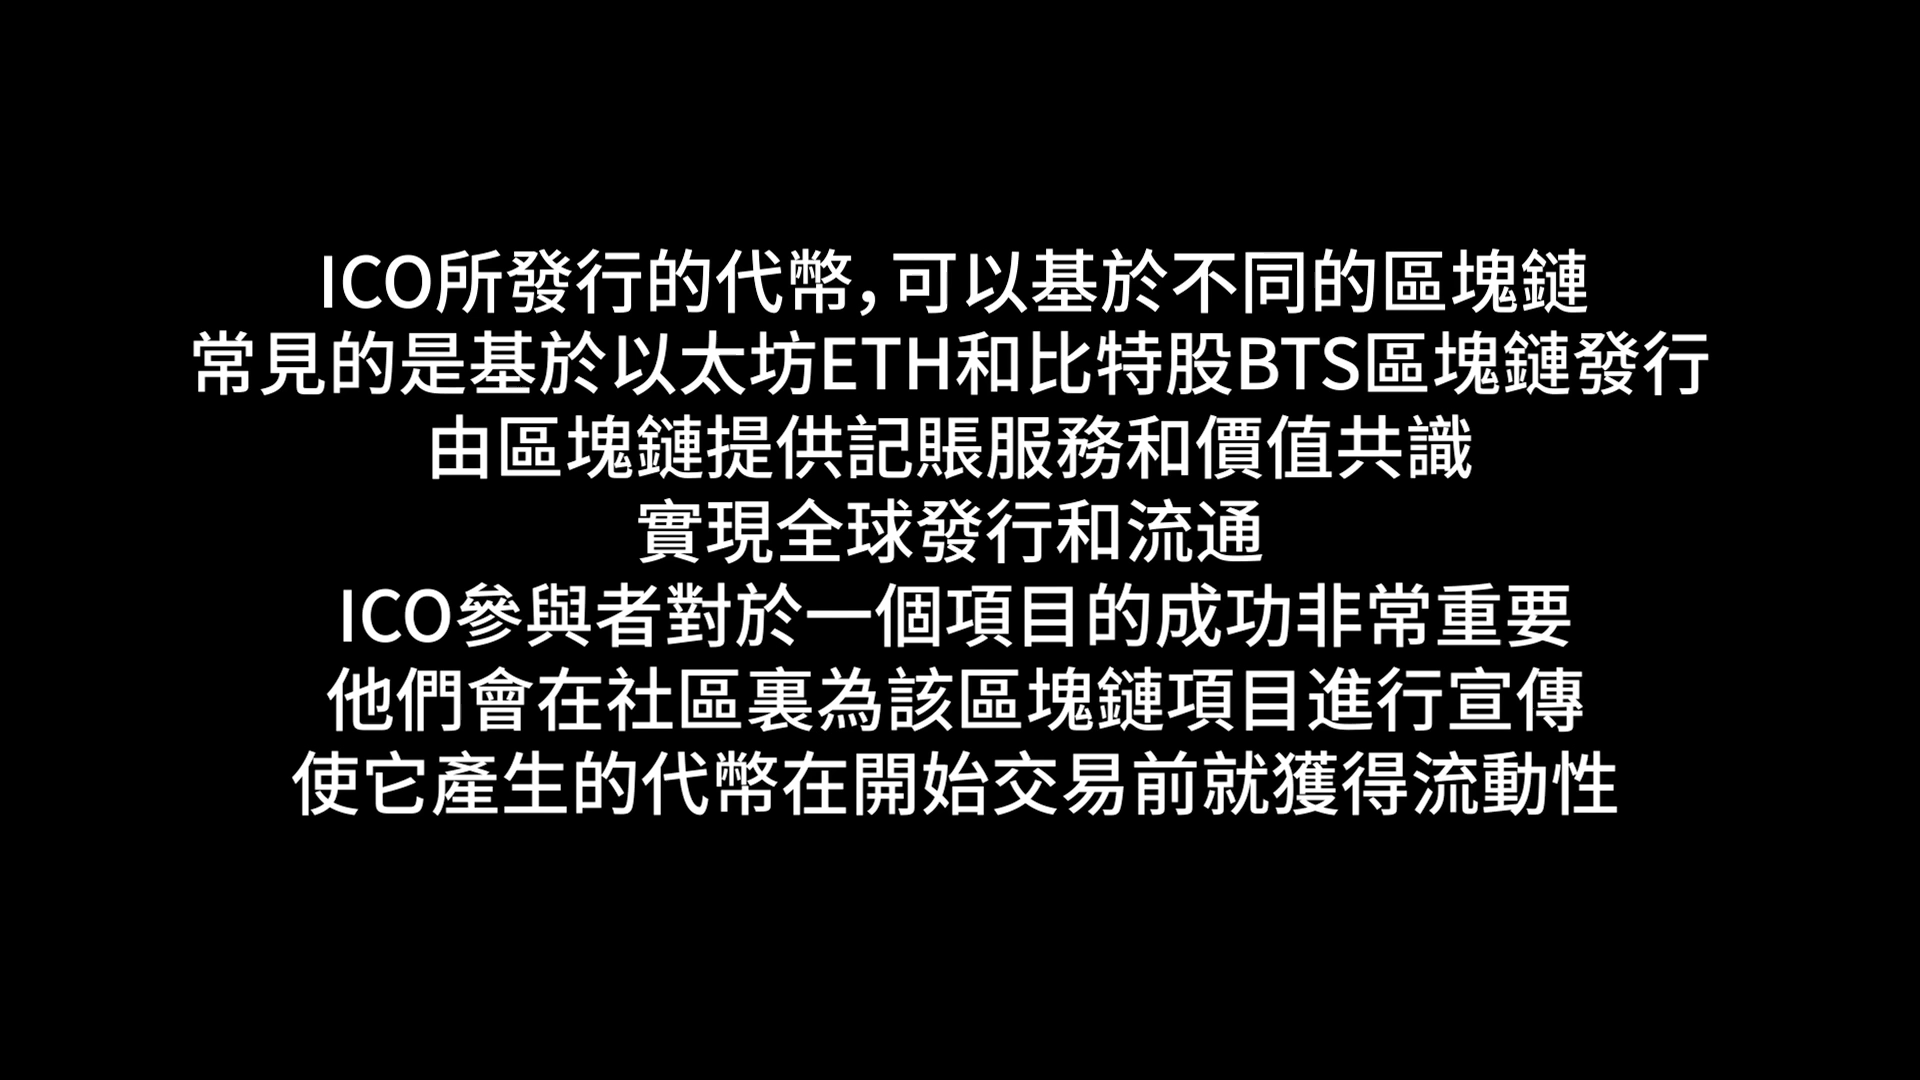 ICO所發行的代幣，可以基於不同的區塊鏈
常見的是基於以太坊ETH和比特股BTS區塊鏈發行
由區塊鏈提供記賬服務和價值共識
實現全球發行和流通
ICO參與者對於一個項目的成功非常重要
他們會在社區裏為該區塊鏈項目進行宣傳
使它產生的代幣在開始交易前就獲得流動性